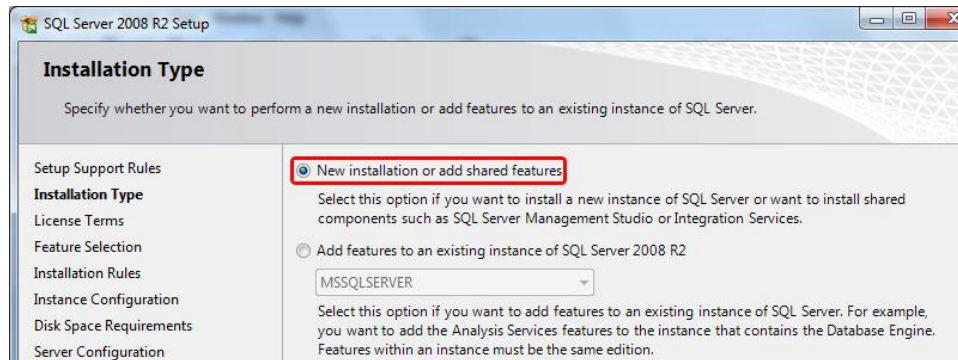 SQL Server 2008 R2 Setup
Installation Type
Specify whether you want to perform a new installation or add features to an existing instance of SQL Server.
Setup Support Rules
Installation Type
License Terms
Feature Selection
Installation Rules
Instance Configuration
Disk Space Requirements
Server Configuration
New installation or add shared features
Select this option if you want to install a new instance of SQL Server or want to install shared
components such as SQL Server Management Studio or Integration Services.
Add features to an existing instance of SQL Server 2008 R2
MSSQLSERVER
Select this option if you want to add features to an existing instance of SQL Server. For example,
you want to add the Analysis Services features to the instance that contains the Database Engine.
Features within an instance must be the same edition.